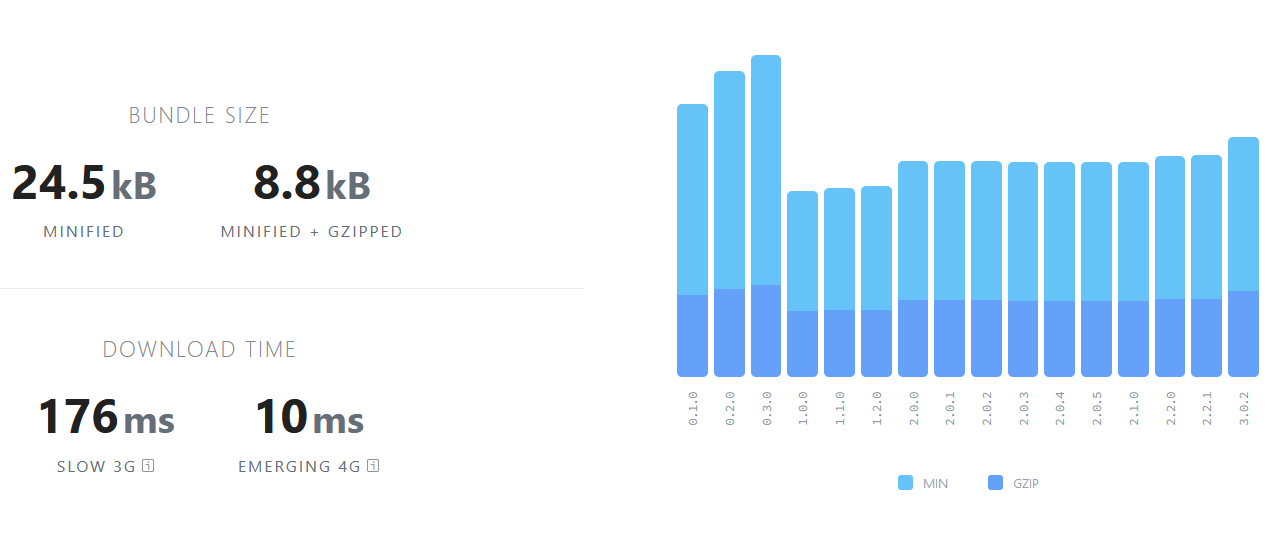 BUNDLE SIZE
24.5 kB
8.8 kB
MINIFIED
MINIFIED + GZIPPED
DOWNLOAD TIME
176 ms
10 ms
SLOW 3G
EMERGING 4G
0.1.0
0.2.0
0.3.0
1.0.0
1.1.0
1.2.0
2.0.0
2.0.1
2.0.2
2.0.3
2.0.4
2.0.5
2.1.0
2.2.0
2.2.1
3.0.2
MIN
GZIP